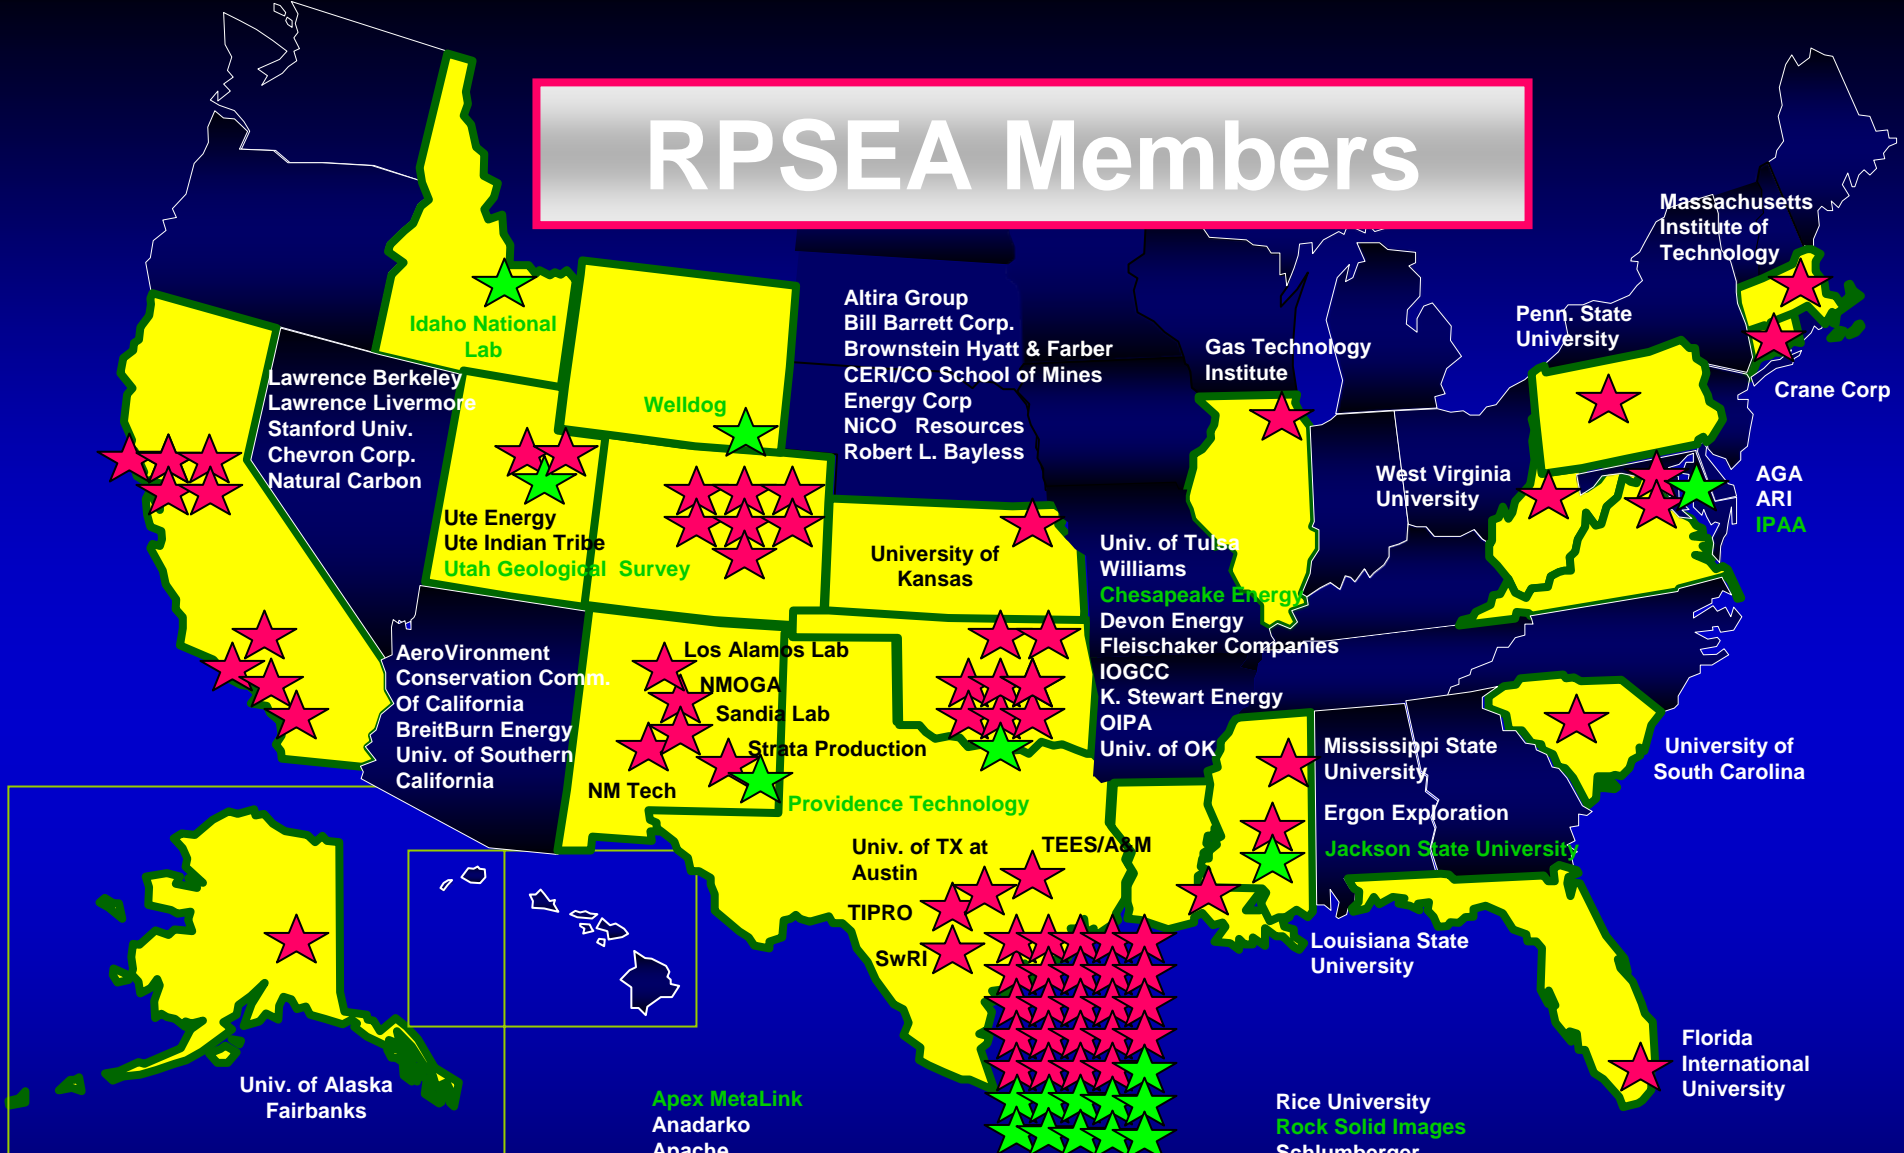 RPSEA Members
Massachusetts
Institute of
Technology
Altira Group
Bill Barrett Corp.
Brownstein Hyatt & Farber
CERI/CO School of Mines
Energy Corp
NiCO Resources
Robert L. Bayless
Penn. State
University
Gas Technology
Institute
Idaho National
Lab
Crane Corp
Lawrence Berkeley
Lawrence Livermore
Stanford Univ.
Chevron Corp.
Natural Carbon
Welldog
West Virginia
University
AGA
ARI
IPAA
Ute Energy
Ute Indian Tribe
Utah Geological Survey
University of
Kansas
Univ. of Tulsa
Williams
Chesapeake Energy
Devon Energy
Fleischaker Companies
IOGCC
K. Stewart Energy
OIPA
Univ. of OK
AeroVironment
Conservation Comm.
Of California
BreitBurn Energy
Univ. of Southern
California
Los Alamos Lab
NMOGA
Sandia Lab
Strata Production
NM Tech
Providence Technology
Mississippi State
University
University of
South Carolina
Ergon Exploration
Jackson State University
Univ. of TX at
Austin
TEES/A&M
TIPRO
SwRI
Louisiana State
University
Florida
International
University
Univ. of Alaska
Fairbanks
Apex MetaLink
Anadarko
Apache
Rice University
Rock Solid Images
Schlumberger